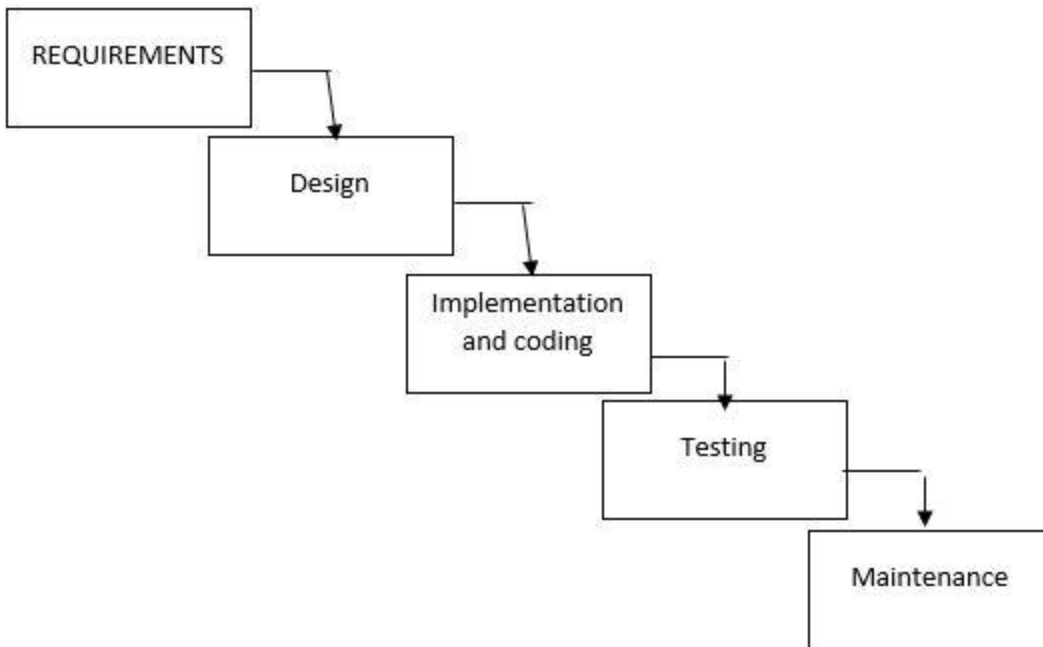 REQUIREMENTS
Design
Implementation
and coding
Testing
Maintenance